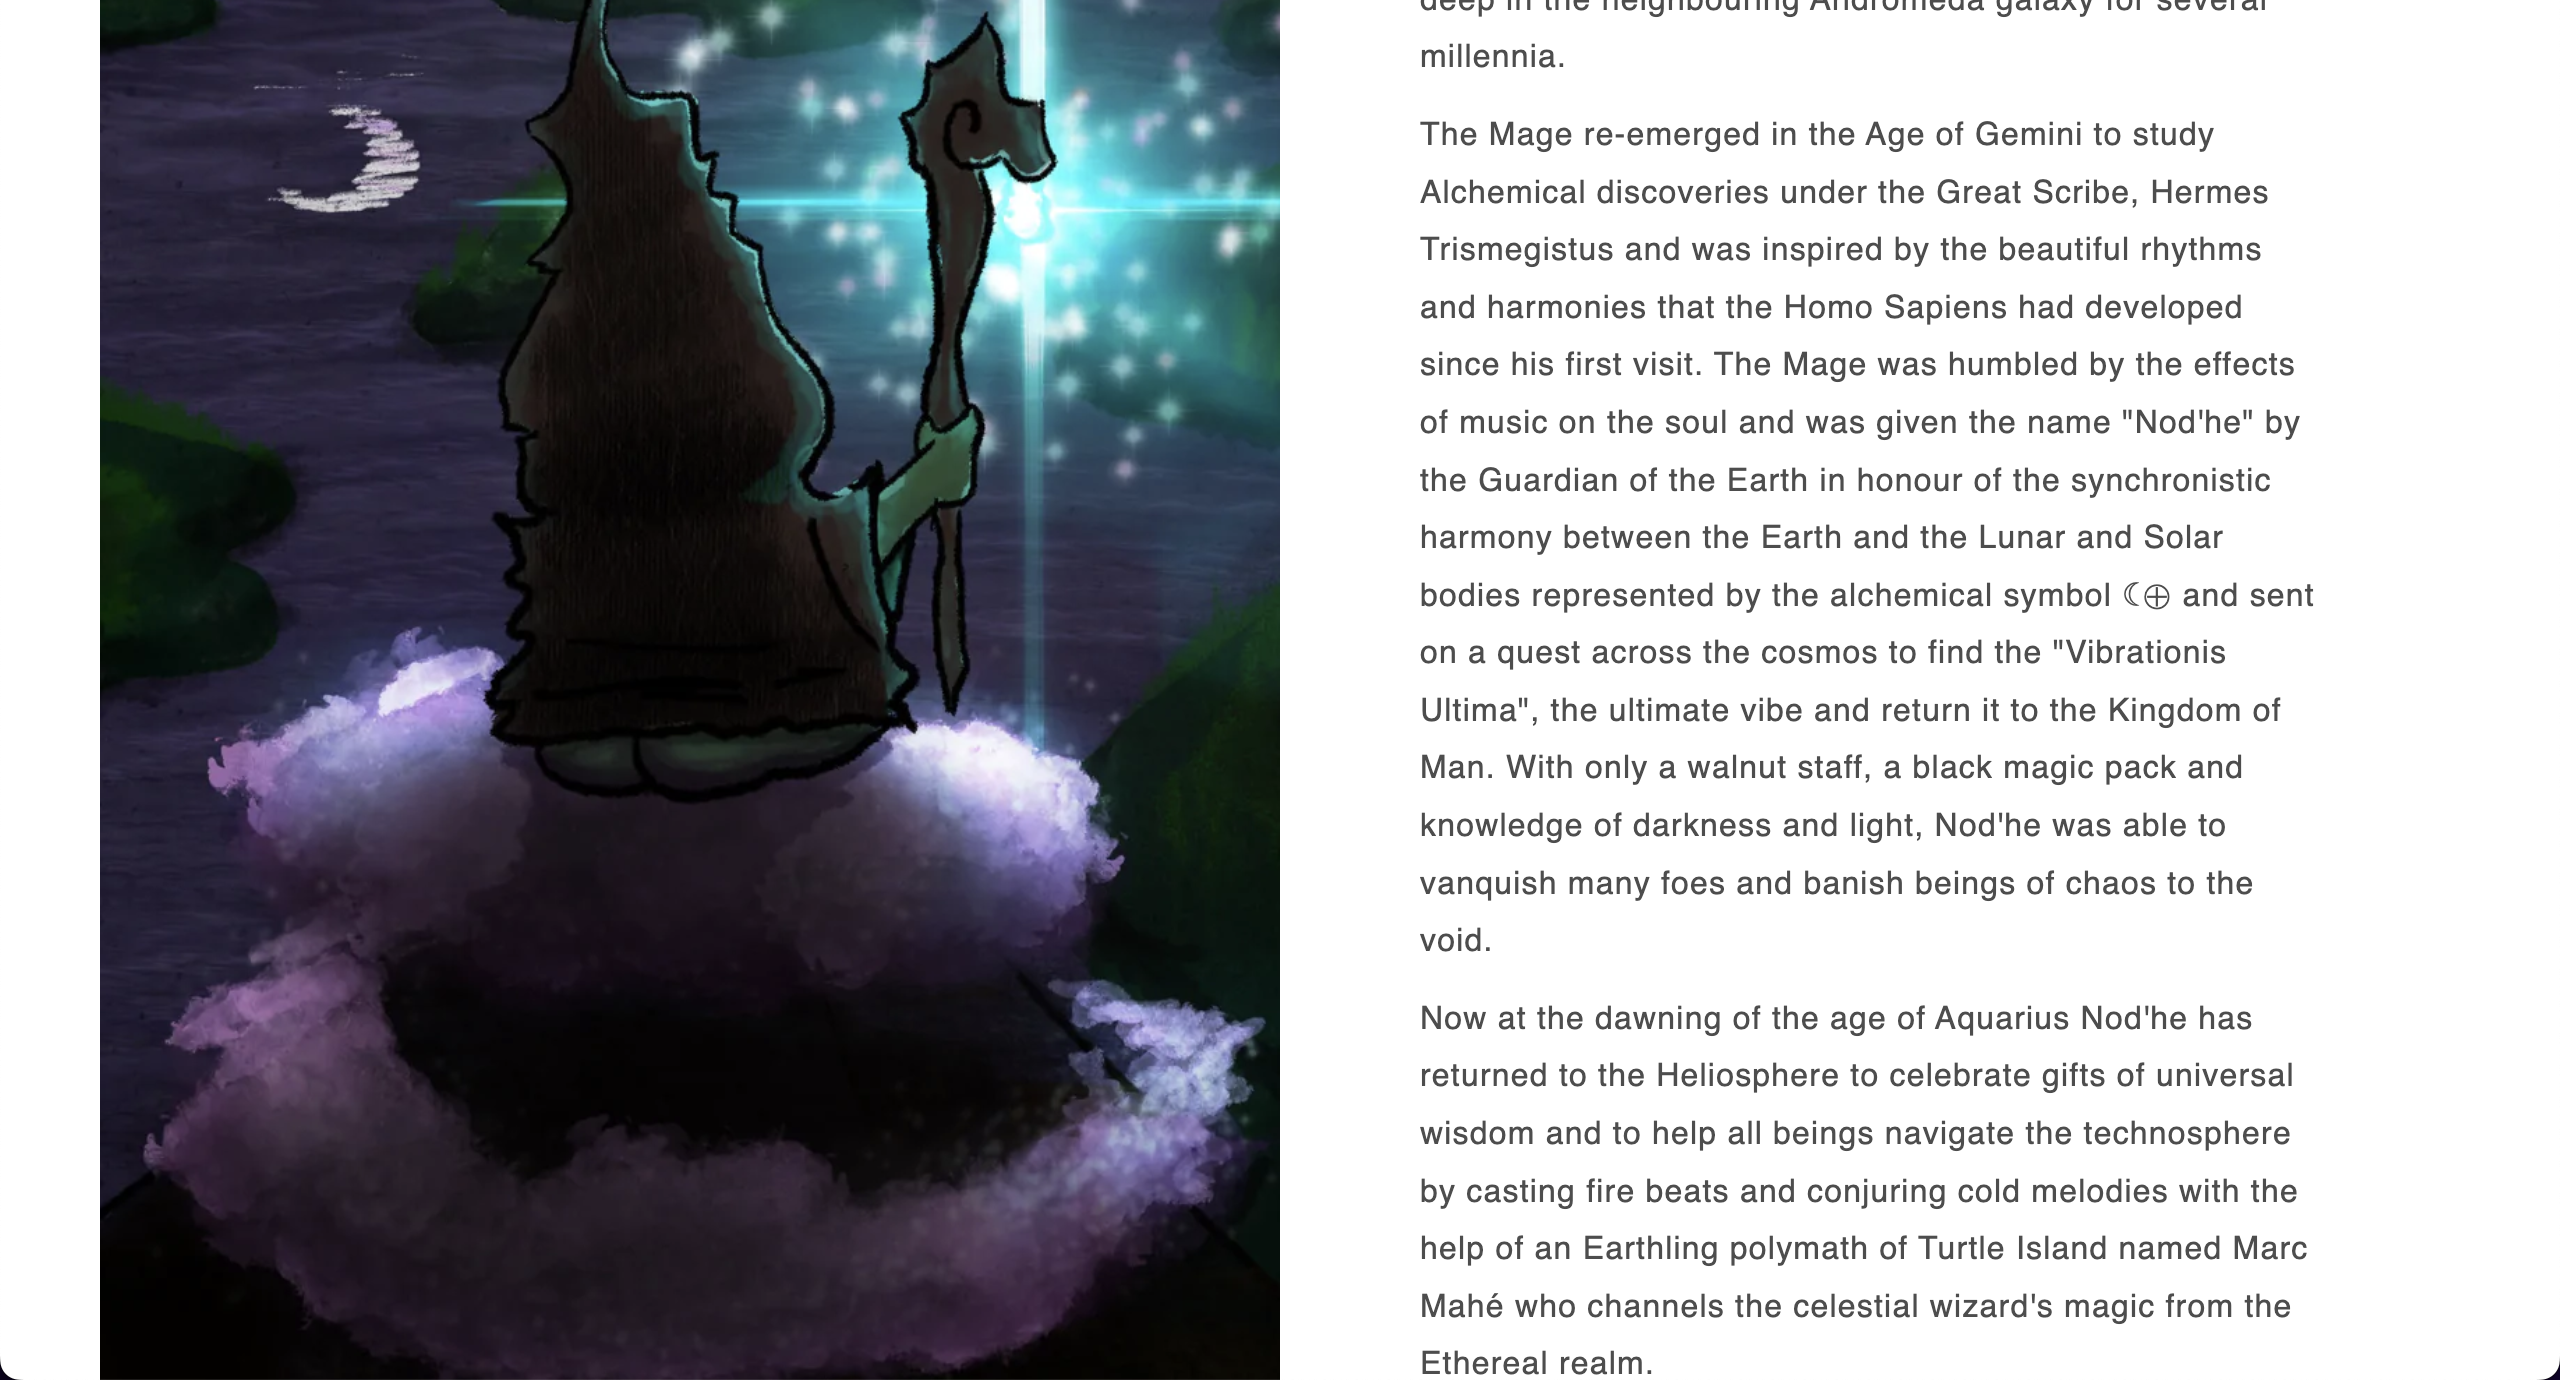 deep in the neighbouring Andromeda galaxy for several
millennia.
The Mage re-emerged in the Age of Gemini to study
Alchemical discoveries under the Great Scribe, Hermes
Trismegistus and was inspired by the beautiful rhythms
and harmonies that the Homo Sapiens had developed
since his first visit. The Mage was humbled by the effects
of music on the soul and was given the name "Nod'he" by
the Guardian of the Earth in honour of the synchronistic
harmony between the Earth and the Lunar and Solar
bodies represented by the alchemical symbol ☾⊕ and sent
on a quest across the cosmos to find the "Vibrationis
Ultima", the ultimate vibe and return it to the Kingdom of
Man. With only a walnut staff, a black magic pack and
knowledge of darkness and light, Nod'he was able to
vanquish many foes and banish beings of chaos to the
void.
Now at the dawning of the age of Aquarius Nod'he has
returned to the Heliosphere to celebrate gifts of universal
wisdom and to help all beings navigate the technosphere
by casting fire beats and conjuring cold melodies with the
help of an Earthling polymath of Turtle Island named Marc
Mahé who channels the celestial wizard's magic from the
Ethereal realm.